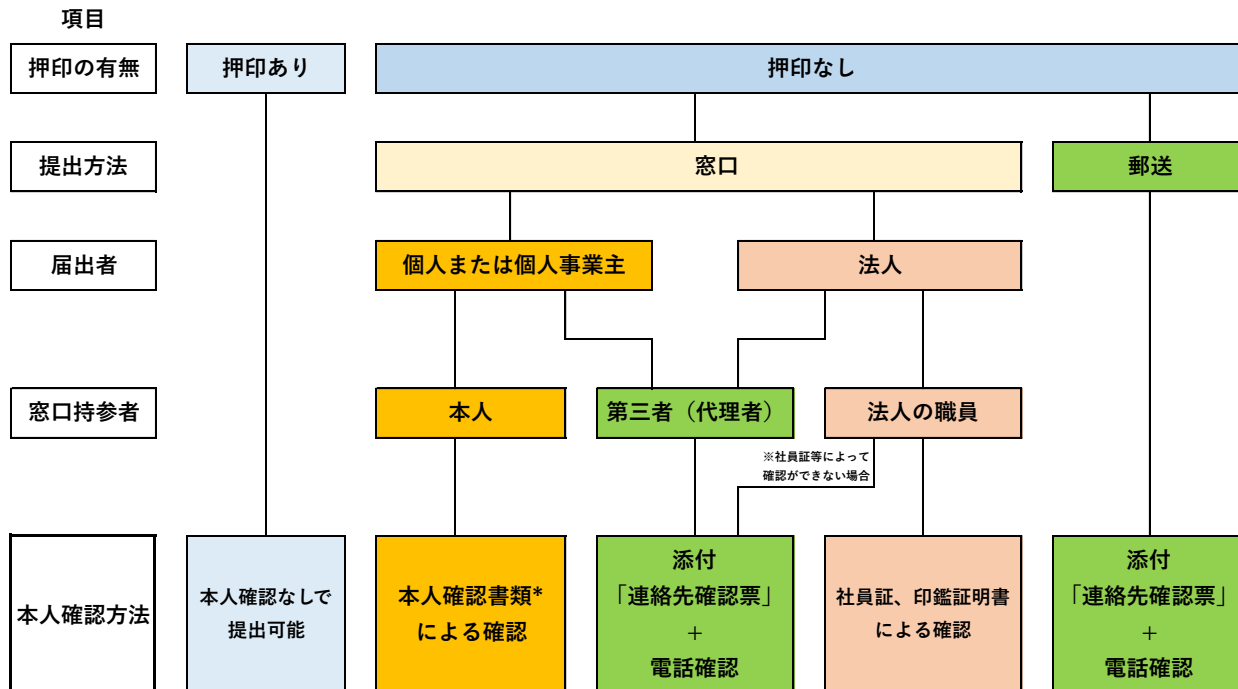 項目
押印の有無
押印あり
押印なし
提出方法
窓口
郵送
届出者
個人または個人事業主
法人
窓口持参者
本人
第三者（代理者）
法人の職員
※社員証等によって
確認ができない場合
本人確認方法
本人確認なしで
提出可能
本人確認書類*
による確認
添付
「連絡先確認票」
+
電話確認
社員証、印鑑証明書
による確認
添付
「連絡先確認票」
+
電話確認